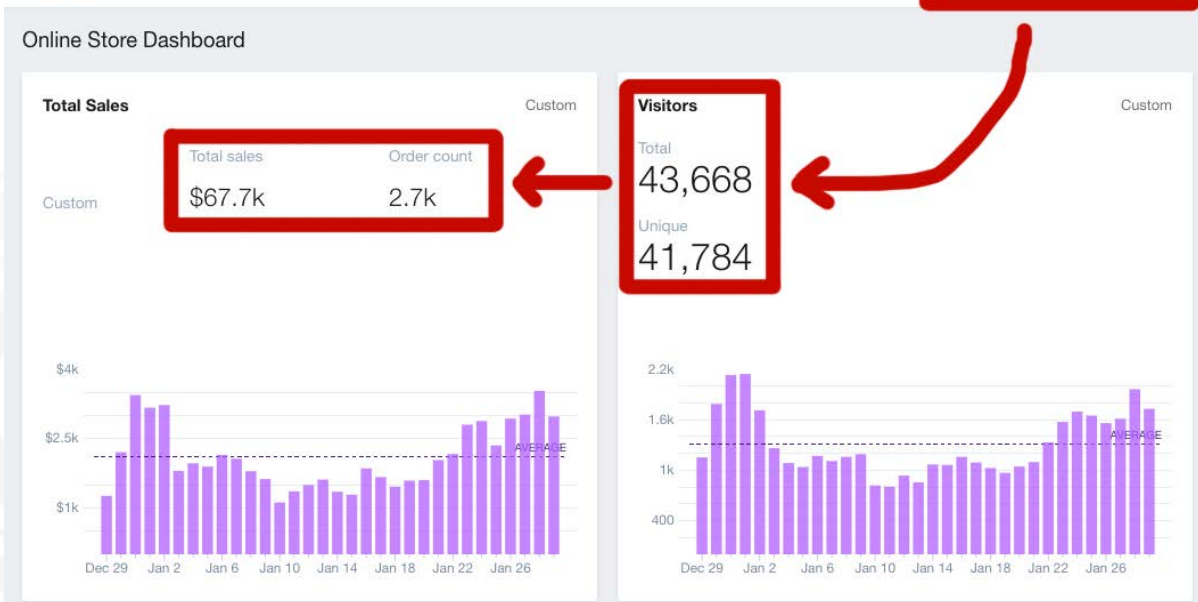 Online Store Dashboard
Total Sales
Custom
Total sales
Order count
Custom
$67.7k
2.7k
$4k
$2.5k
$1k
AVERAGE
Dec 29 Jan 2 Jan 6 Jan 10 Jan 14 Jan 18 Jan 22 Jan 26
Visitors
Custom
Total
43,668
Unique
41,784
2.2k
1.6k
1k
400
AVERAGE
Dec 29 Jan 2 Jan 6 Jan 10 Jan 14 Jan 18 Jan 22 Jan 26